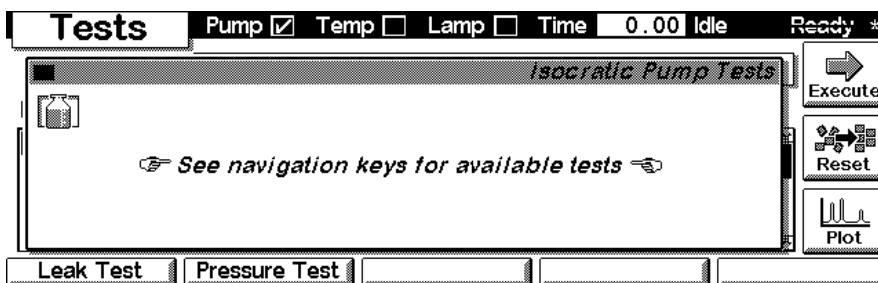 Tests Pump Temp Lamp Time 0.00 Idle Ready *
Isocratic Pump Tests
Execute
See navigation keys for available tests
Reset
Plot
Leak Test Pressure Test